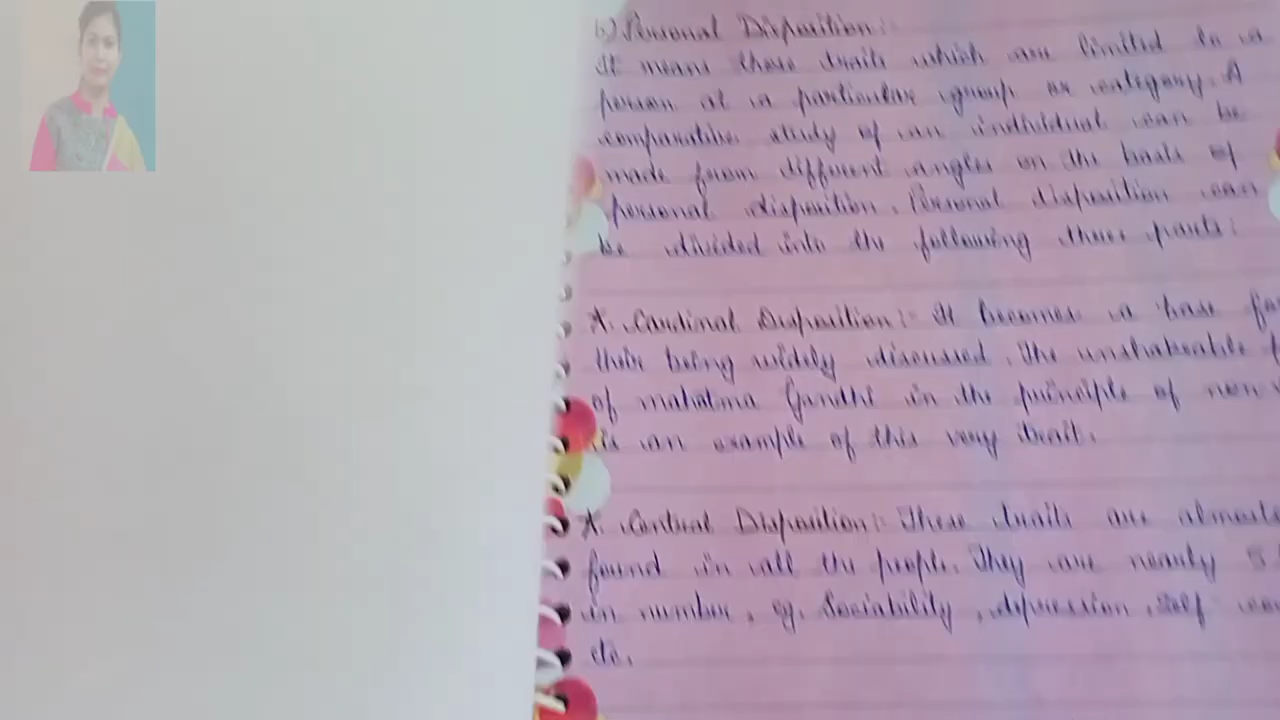 b) Personal Disposition:-
It means those traits which are limited to a
person at a particular group or category. A
comparative study of an individual can be
made from different angles on the basis of
personal disposition. Personal disposition can
be divided into the following three parts:
*. Cardinal Disposition:- It becomes a base for
their being widely discussed. The unshakeable
of mahatma Gandhi in the principle of non
is an example of this very trait.
*. Central Disposition:- These traits are almost
found in all the people. They are nearly 5
in number, eg. Sociability, depression, self
etc.